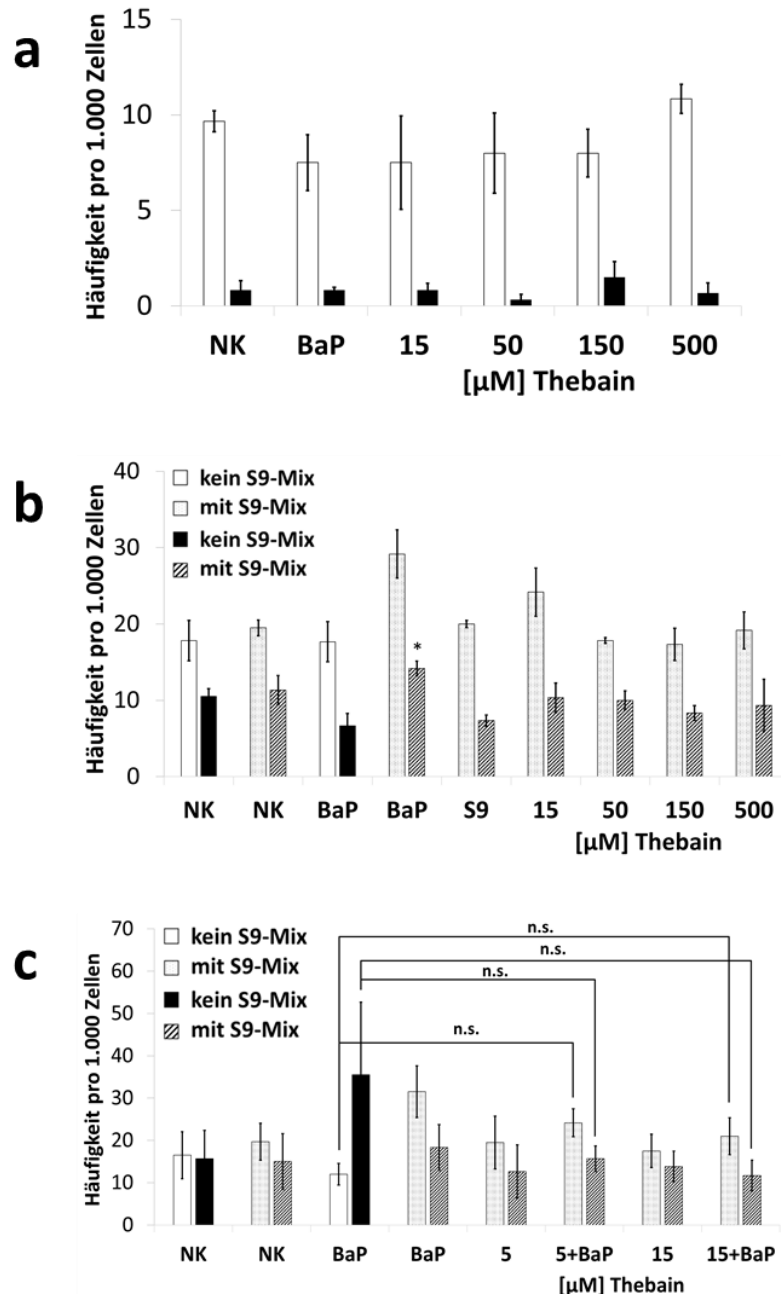 a
Häufigkeit pro 1.000 Zellen
15
10
5
0
NK BaP 15 50 150 500
[µM] Thebain
b
Häufigkeit pro 1.000 Zellen
40
30
20
10
0
kein S9-Mix
mit S9-Mix
kein S9-Mix
mit S9-Mix
*
NK NK BaP BaP S9 15 50 150 500
[µM] Thebain
c
Häufigkeit pro 1.000 Zellen
70
60
50
40
30
20
10
0
kein S9-Mix
mit S9-Mix
kein S9-Mix
mit S9-Mix
n.s.
n.s.
n.s.
n.s.
NK NK BaP BaP 5 5+BaP 15 15+BaP
[µM] Thebain